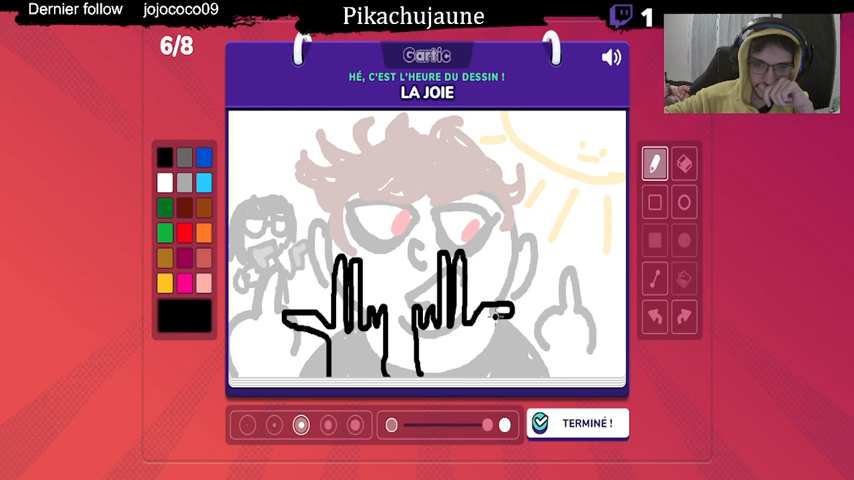 Dernier follow jojococo09
Pikachujaune
1
6/8
Gartic
HÉ, C'EST L'HEURE DU DESSIN !
LA JOIE
TERMINÉ !